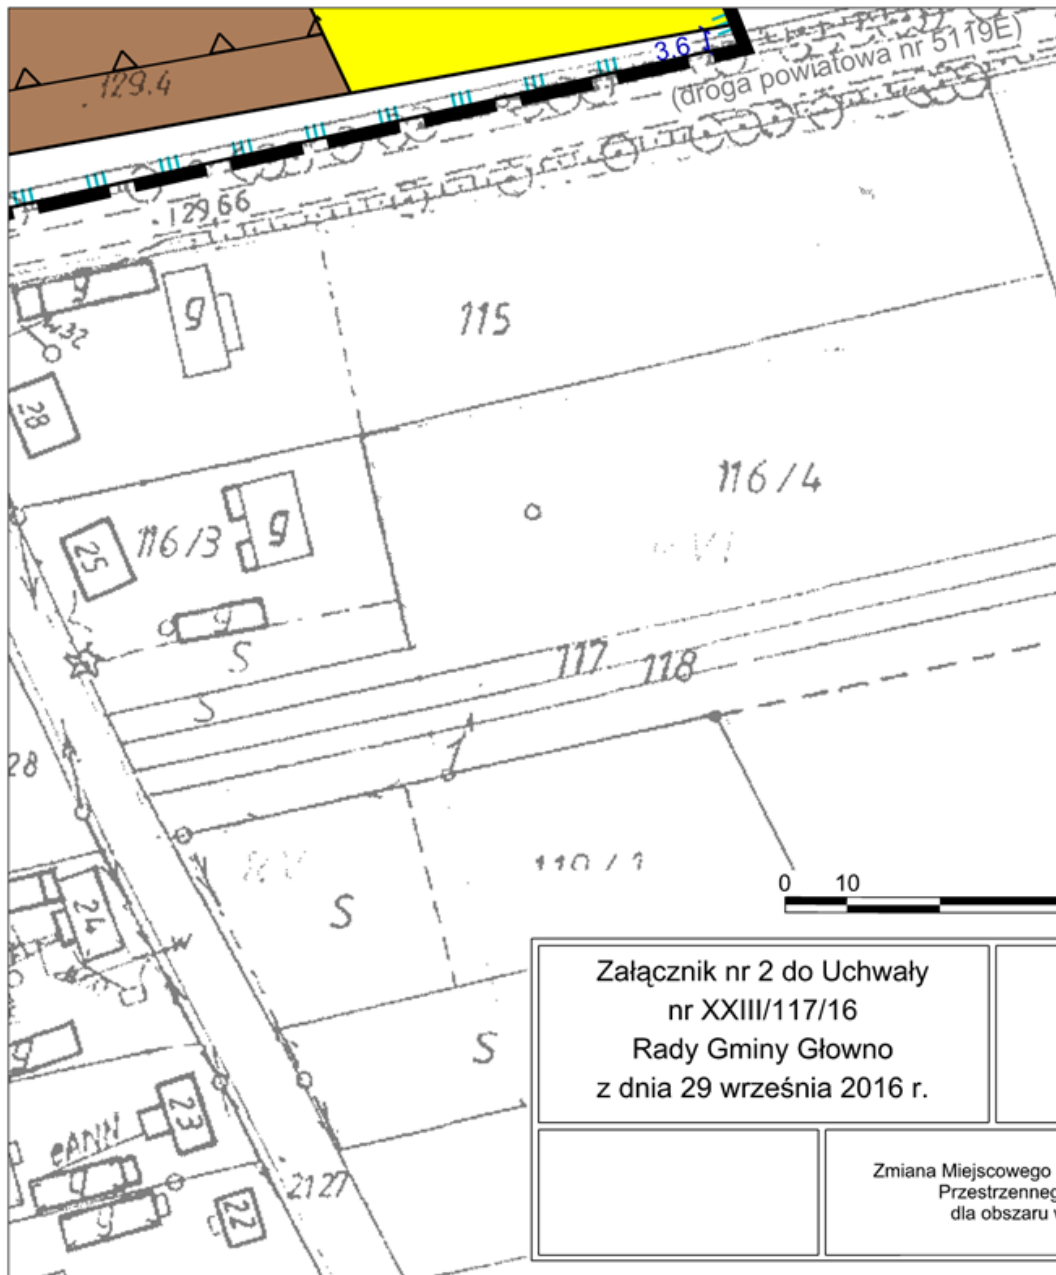 3.6
(droga powiatowa nr 5119E)
129.4
129 66
g
g
115
28
116/4
25
116/3
g
g
S
117
118
S
28
S
24
w
0 10
Załącznik nr 2 do Uchwały
nr XXIII/117/16
Rady Gminy Głowno
z dnia 29 września 2016 r.
S
g
23
eANN
g
g
2127
22
Zmiana Miejscowego
Przestrzenneg
dla obszaru w